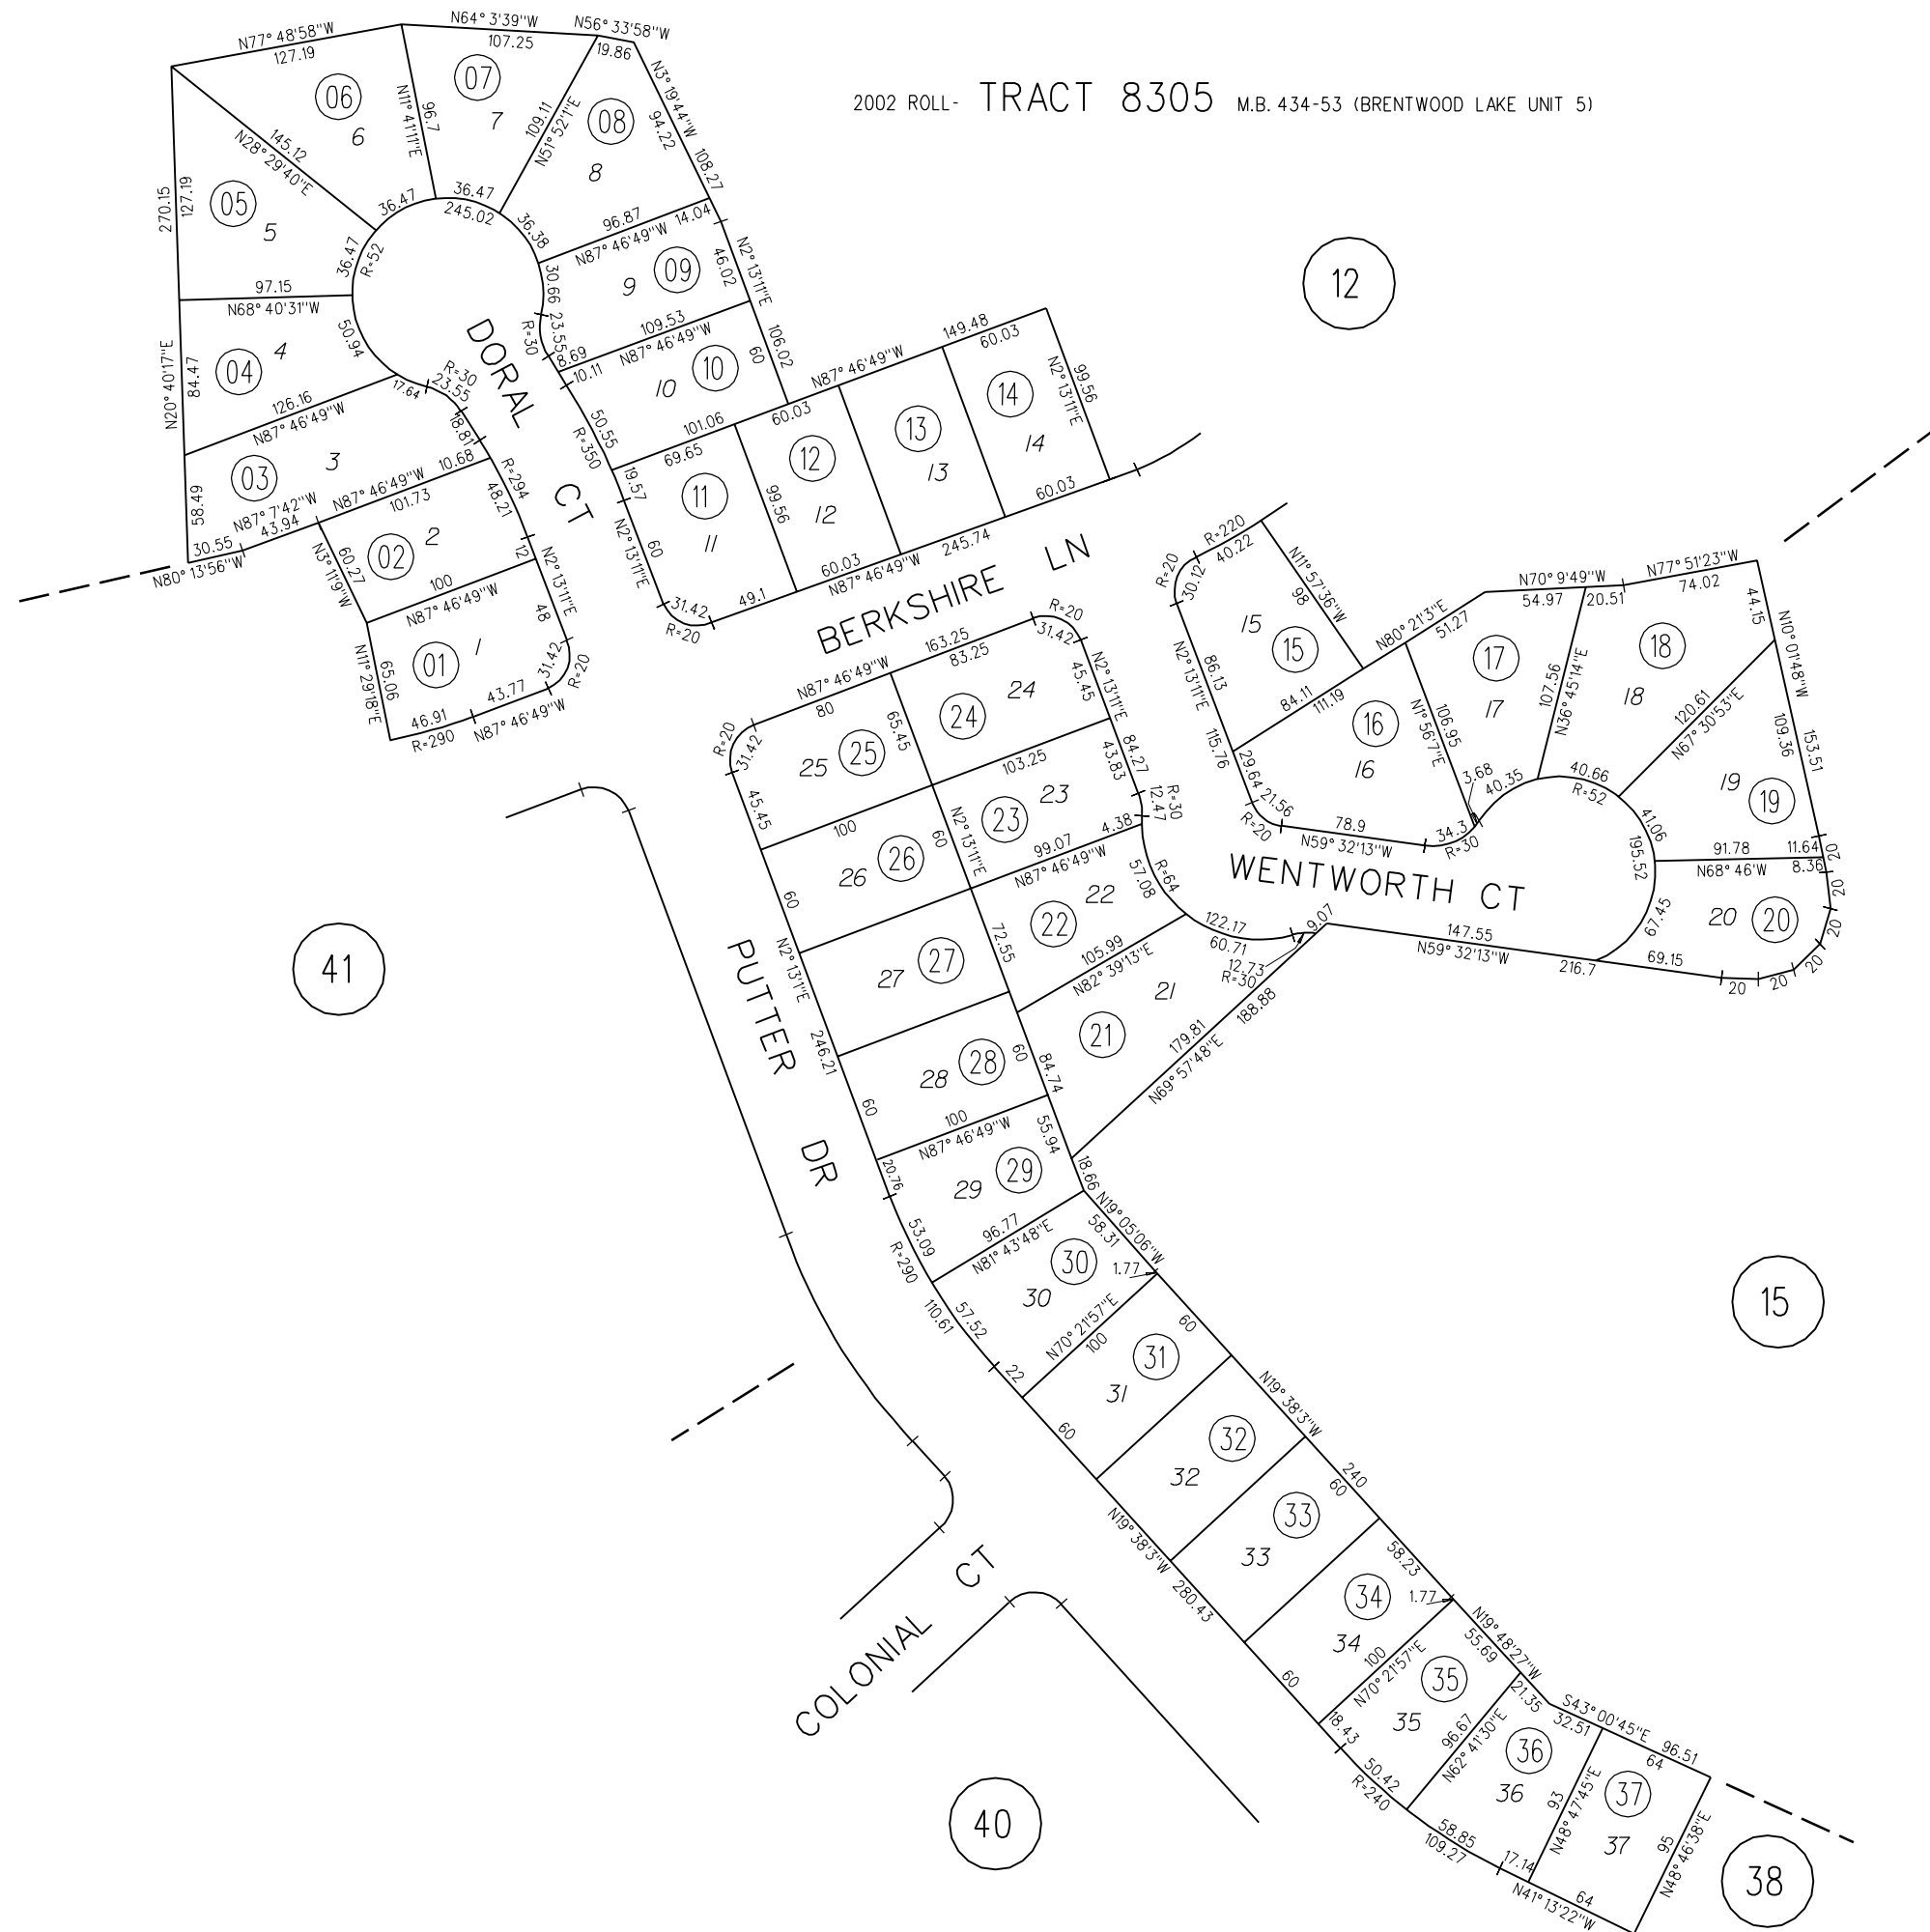 2002 ROLL- TRACT 8305 M.B. 434-53 (BRENTWOOD LAKE UNIT 5)
N77° 48'58"W
127.19
N64° 3'39"W
107.25
N56° 33'58"W
19.86
N3° 19'44"W
94.22
108.27
06
6
07
7
08
8
N11° 41'11"E
96.7
109.11
N51° 52'1"E
145.12
N28° 29'40"E
270.15
127.19
05
5
36.47
36.47
245.02
36.47
R=52
36.38
96.87
14.04
N87° 46'49"W
9
09
46.02
N2° 13'11"E
30.66
23.55
R=30
97.15
N68° 40'31"W
50.94
4
04
84.47
N20° 40'17"E
109.53
8.69
N87° 46'49"W
10.11
10
10
60
106.02
DORAL CT
R=30
23.55
17.64
126.16
N87° 46'49"W
18.81
03
3
58.49
10.68
N87° 46'49"W
101.73
N87° 7'42"W
43.94
30.55
N80° 13'56"W
50.55
R=350
R=294
48.21
12
02
2
60.27
N3° 11'9"W
100
N87° 46'49"W
N2° 13'11"E
48
01
1
65.06
N11° 29'18"E
31.42
R=20
43.77
46.91
R=290
N87° 46'49"W
101.06
69.65
19.57
N2° 13'11"E
60
11
11
99.56
60.03
N87° 46'49"W
149.48
60.03
12
12
13
13
14
14
99.56
N2° 13'11"E
60.03
245.74
60.03
N87° 46'49"W
49.1
31.42
R=20
BERKSHIRE LN
12
R=220
40.22
R=20
30.12
N11° 57'36"W
98
15
15
N2° 13'11"E
86.13
115.76
84.11
111.19
N80° 21'3"E
51.27
N70° 9'49"W
54.97
20.51
N77° 51'23"W
74.02
44.15
N10° 01'48"W
109.36
153.51
17
17
18
18
107.56
N36° 45'14"E
120.61
N67° 30'53"E
16
16
106.95
N1° 56'7"E
29.64
21.56
R=20
78.9
N59° 32'13"W
34.3
R=30
3.68
40.35
40.66
R=52
41.06
195.52
19
19
91.78
11.64
N68° 46'W
8.36
20
20
20
20
20
20
20
20
20
67.45
69.15
WENTWORTH CT
147.55
N59° 32'13"W
216.7
163.25
83.25
N87° 46'49"W
80
R=20
31.42
R=20
31.42
24
24
45.45
N2° 13'11"E
84.27
43.83
65.45
25
25
45.45
103.25
23
23
12.47
R=30
4.38
99.07
N87° 46'49"W
N2° 13'11"E
60
100
26
26
60
57.08
R=64
22
22
122.17
60.71
9.07
12.73
R=30
105.99
N82° 39'13"E
72.55
N2° 13'1"E
27
27
246.21
21
21
179.81
188.88
N69° 57'48"E
60
84.74
28
28
60
100
N87° 46'49"W
55.94
18.66
20.76
29
29
PUTTER DR
41
53.09
R=290
110.61
96.77
N81° 43'48"E
58.31
N19° 05'06"W
1.77
30
30
57.52
N70° 21'57"E
100
22
60
31
31
60
N19° 38'3"W
15
32
32
240
60
33
33
N19° 38'3"W
280.43
58.23
34
34
1.77
60
100
N70° 21'57"E
N19° 48'27"W
55.69
35
35
18.43
50.42
R=240
96.67
N62° 41'30"E
21.35
S43° 00'45"E
32.51
96.51
64
36
36
93
N48° 47'45"E
37
37
95
N48° 46'38"E
58.85
109.27
17.14
64
N41° 13'22"W
COLONIAL CT
40
38